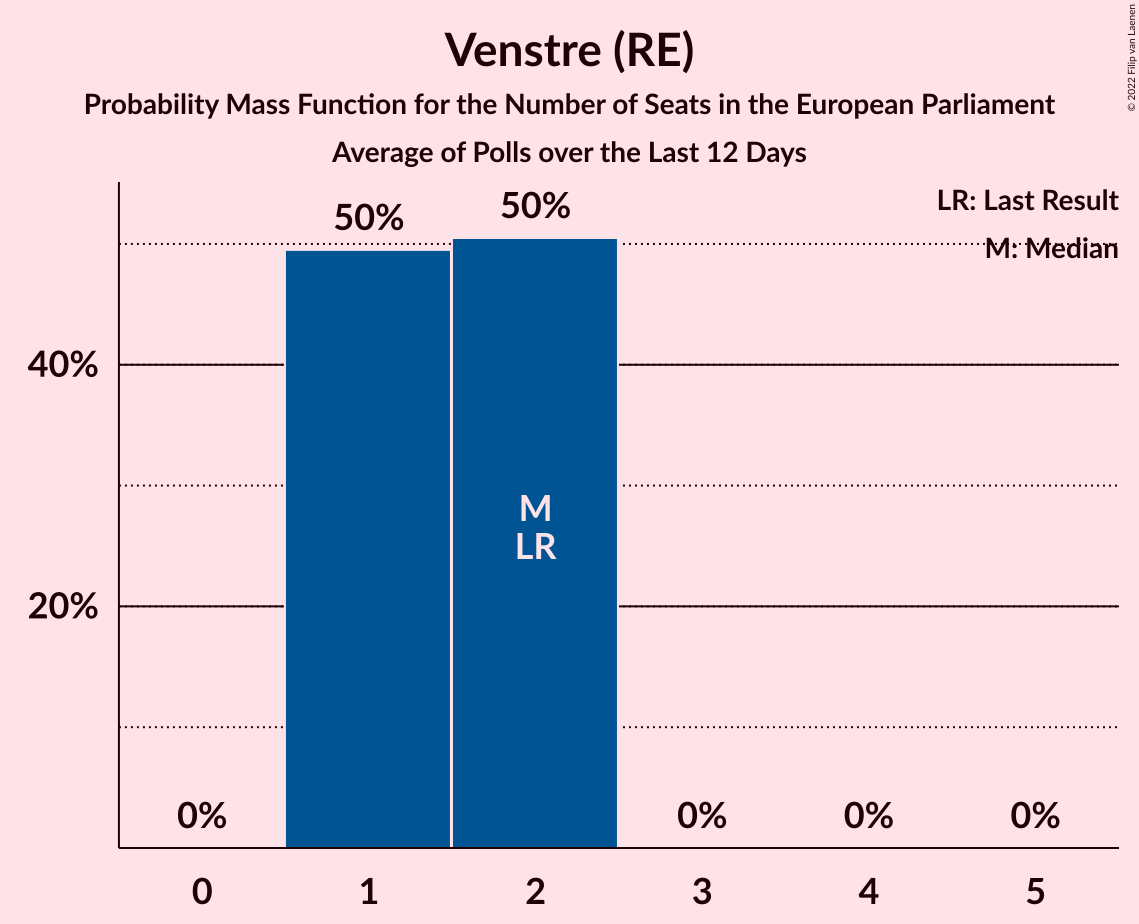 Venstre (RE)
Probability Mass Function for the Number of Seats in the European Parliament
Average of Polls over the Last 12 Days
© 2022 Filip van Laenen
LR: Last Result
M: Median
50%
50%
40%
20%
M
LR
0%
0%
0%
0%
0
1
2
3
4
5